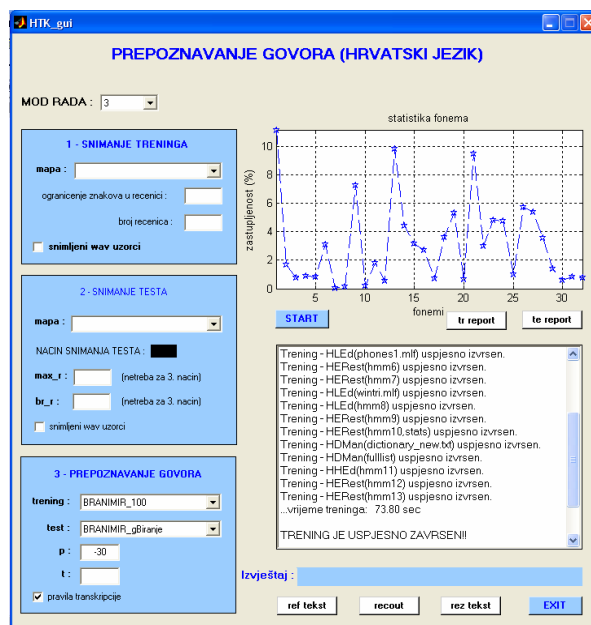 HTK_gui
PREPOZNAVANJE GOVORA (HRVATSKI JEZIK)
MOD RADA : 3
1 - SNIMANJE TRENINGA
mapa :
ogranicenje znakova u recenici :
broj recenica :
snimljeni wav uzorci
2 - SNIMANJE TESTA
mapa :
NACIN SNIMANJA TESTA :
max_r : (netreba za 3. nacin)
br_r : (netreba za 3. nacin)
snimljeni wav uzorci
3 - PREPOZNAVANJE GOVORA
trening : BRANIMIR_100
test : BRANIMIR_gBiranje
p : -30
t :
pravila transkripcije
statistika fonema
zastupljenost (%)
10
8
6
4
2
0
5 10 15 20 25 30
fonemi
START tr report te report
Trening - HLEd(phones1.mlf) uspjesno izvrsen.
Trening - HERest(hmm6) uspjesno izvrsen.
Trening - HERest(hmm7) uspjesno izvrsen.
Trening - HLEd(wintri.mlf) uspjesno izvrsen.
Trening - HLEd(hmm8) uspjesno izvrsen.
Trening - HERest(hmm9) uspjesno izvrsen.
Trening - HERest(hmm10,stats) uspjesno izvrsen.
Trening - HDMan(dictionary_new.txt) uspjesno izvrsen.
Trening - HDMan(fulllist) uspjesno izvrsen.
Trening - HHEd(hmm11) uspjesno izvrsen.
Trening - HERest(hmm12) uspjesno izvrsen.
Trening - HERest(hmm13) uspjesno izvrsen.
...vrijeme treninga: 73.80 sec
TRENING JE USPJESNO ZAVRSEN!!
Izvještaj :
ref tekst recout rez tekst EXIT